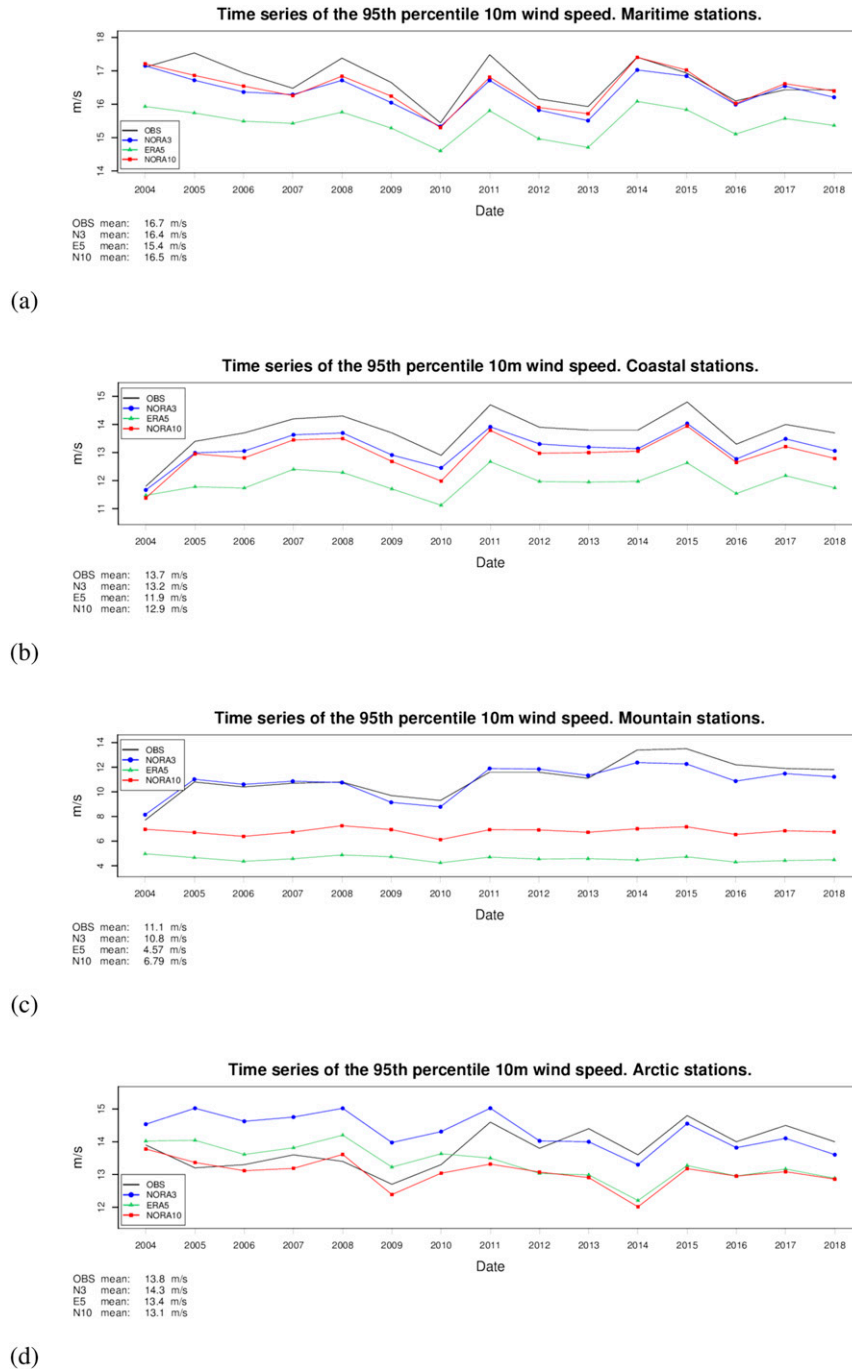 Time series of the 95th percentile 10m wind speed. Maritime stations.
18
17
16
15
14
m/s
OBS
NORA3
ERA5
NORA10
2004 2005 2006 2007 2008 2009 2010 2011 2012 2013 2014 2015 2016 2017 2018
Date
OBS mean: 16.7 m/s
N3 mean: 16.4 m/s
E5 mean: 15.4 m/s
N10 mean: 16.5 m/s
(a)
Time series of the 95th percentile 10m wind speed. Coastal stations.
15
14
13
12
11
m/s
OBS
NORA3
ERA5
NORA10
2004 2005 2006 2007 2008 2009 2010 2011 2012 2013 2014 2015 2016 2017 2018
Date
OBS mean: 13.7 m/s
N3 mean: 13.2 m/s
E5 mean: 11.9 m/s
N10 mean: 12.9 m/s
(b)
Time series of the 95th percentile 10m wind speed. Mountain stations.
14
12
10
8
6
4
m/s
OBS
NORA3
ERA5
NORA10
2004 2005 2006 2007 2008 2009 2010 2011 2012 2013 2014 2015 2016 2017 2018
Date
OBS mean: 11.1 m/s
N3 mean: 10.8 m/s
E5 mean: 4.57 m/s
N10 mean: 6.79 m/s
(c)
Time series of the 95th percentile 10m wind speed. Arctic stations.
15
14
13
12
m/s
OBS
NORA3
ERA5
NORA10
2004 2005 2006 2007 2008 2009 2010 2011 2012 2013 2014 2015 2016 2017 2018
Date
OBS mean: 13.8 m/s
N3 mean: 14.3 m/s
E5 mean: 13.4 m/s
N10 mean: 13.1 m/s
(d)